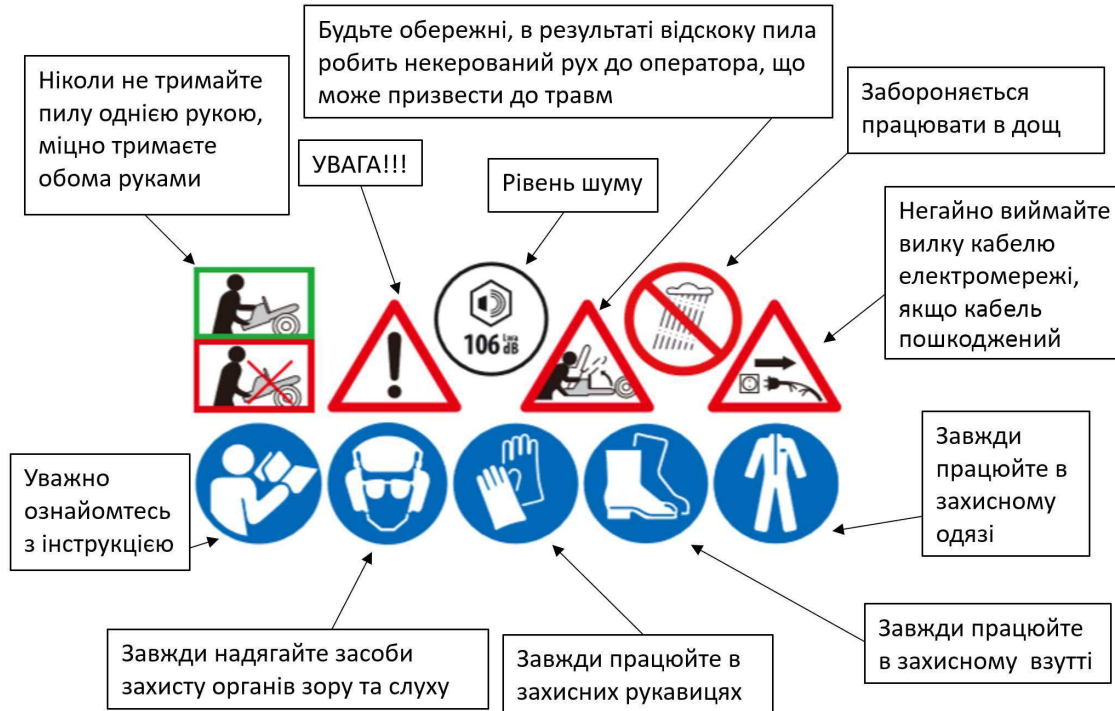 Будьте обережні, в результаті відскоку пила
робить некерований рух до оператора, що
може призвести до травм
Ніколи не тримайте
пилу однією рукою,
міцно тримаєте
обома руками
УВАГА!!!
Рівень шуму
Забороняється
працювати в дощ
Негайно виймайте
вилку кабелю
електромережі,
якщо кабель
пошкоджений
106 Lwa dB
Уважно
ознайомтесь
з інструкцією
Завжди
працюйте в
захисному
одязі
Завжди надягайте засоби
захисту органів зору та слуху
Завжди працюйте в
захисних рукавицях
Завжди працюйте
в захисному взутті